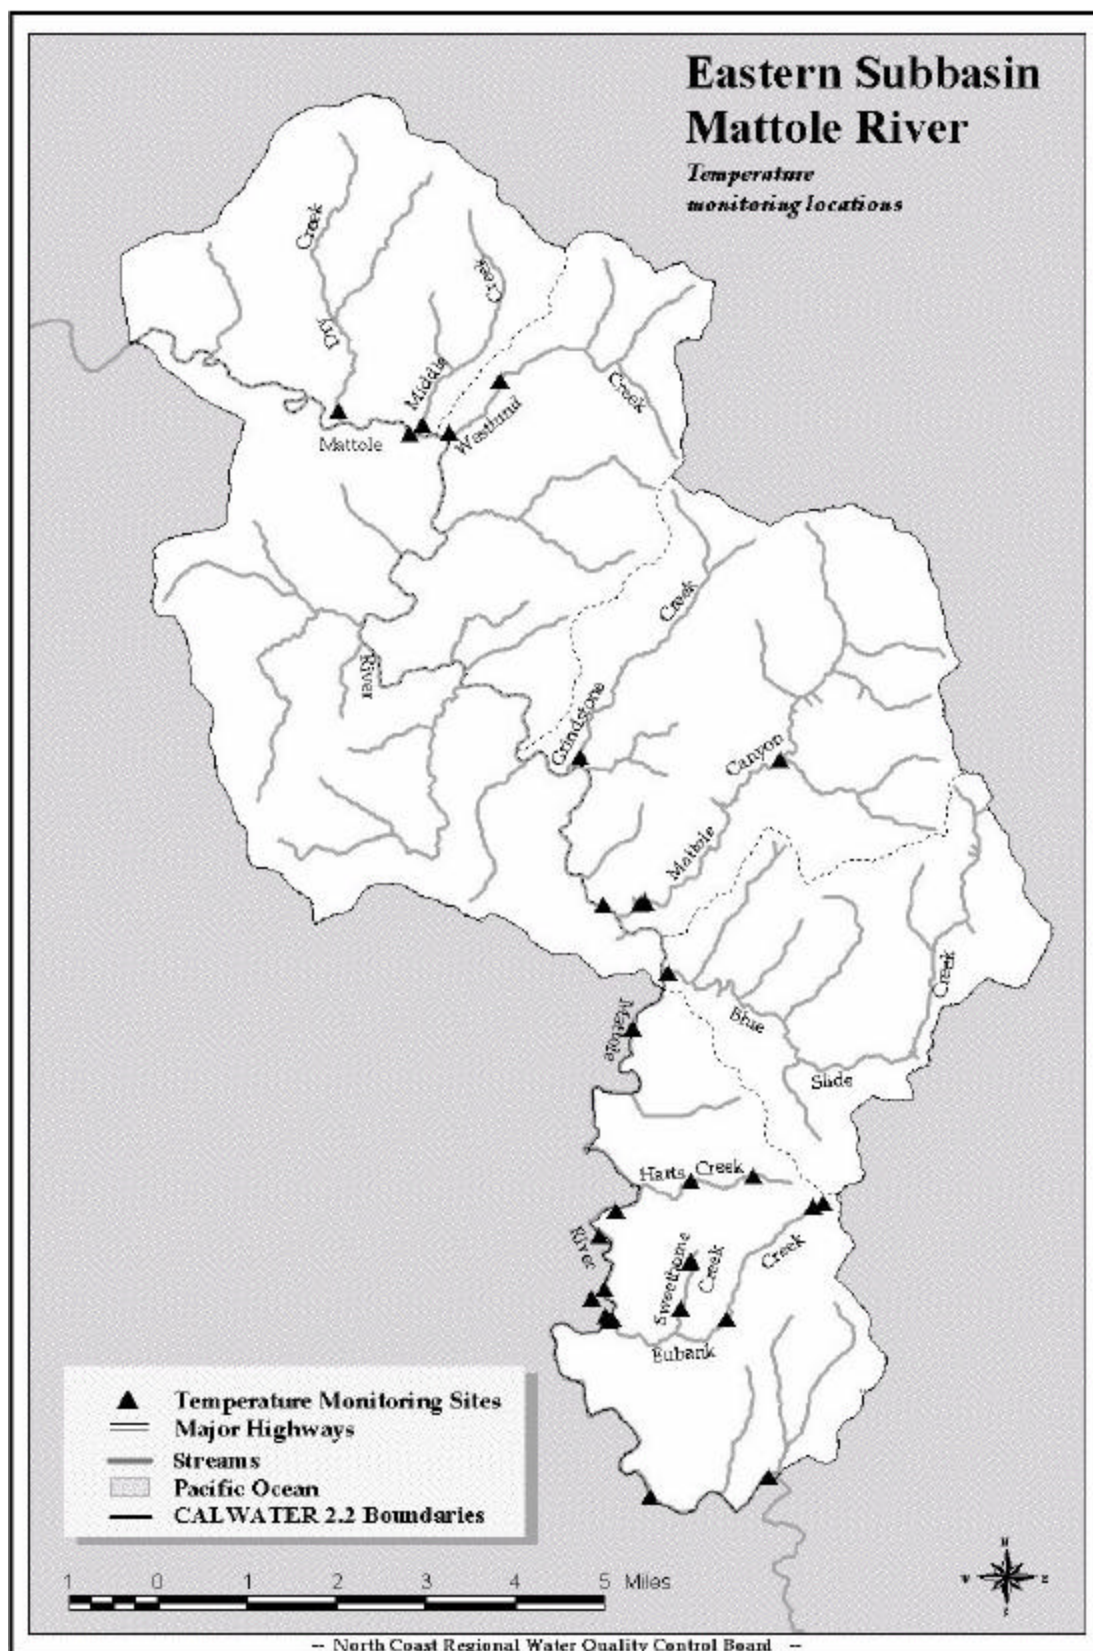 Eastern Subbasin
Mattole River
Temperature
monitoring locations
Creek
Dry
Creek
Middle
Mattole
Westlund
Creek
Creek
River
Grindstone
Canyon
Mattole
Creek
Mattole
Blue
Slide
Harts Creek
River
Sweethome
Creek
Creek
Eubank
Temperature Monitoring Sites
Major Highways
Streams
Pacific Ocean
CALWATER 2.2 Boundaries
1 0 1 2 3 4 5 Miles
N
W E
S
-- North Coast Regional Water Quality Control Board --